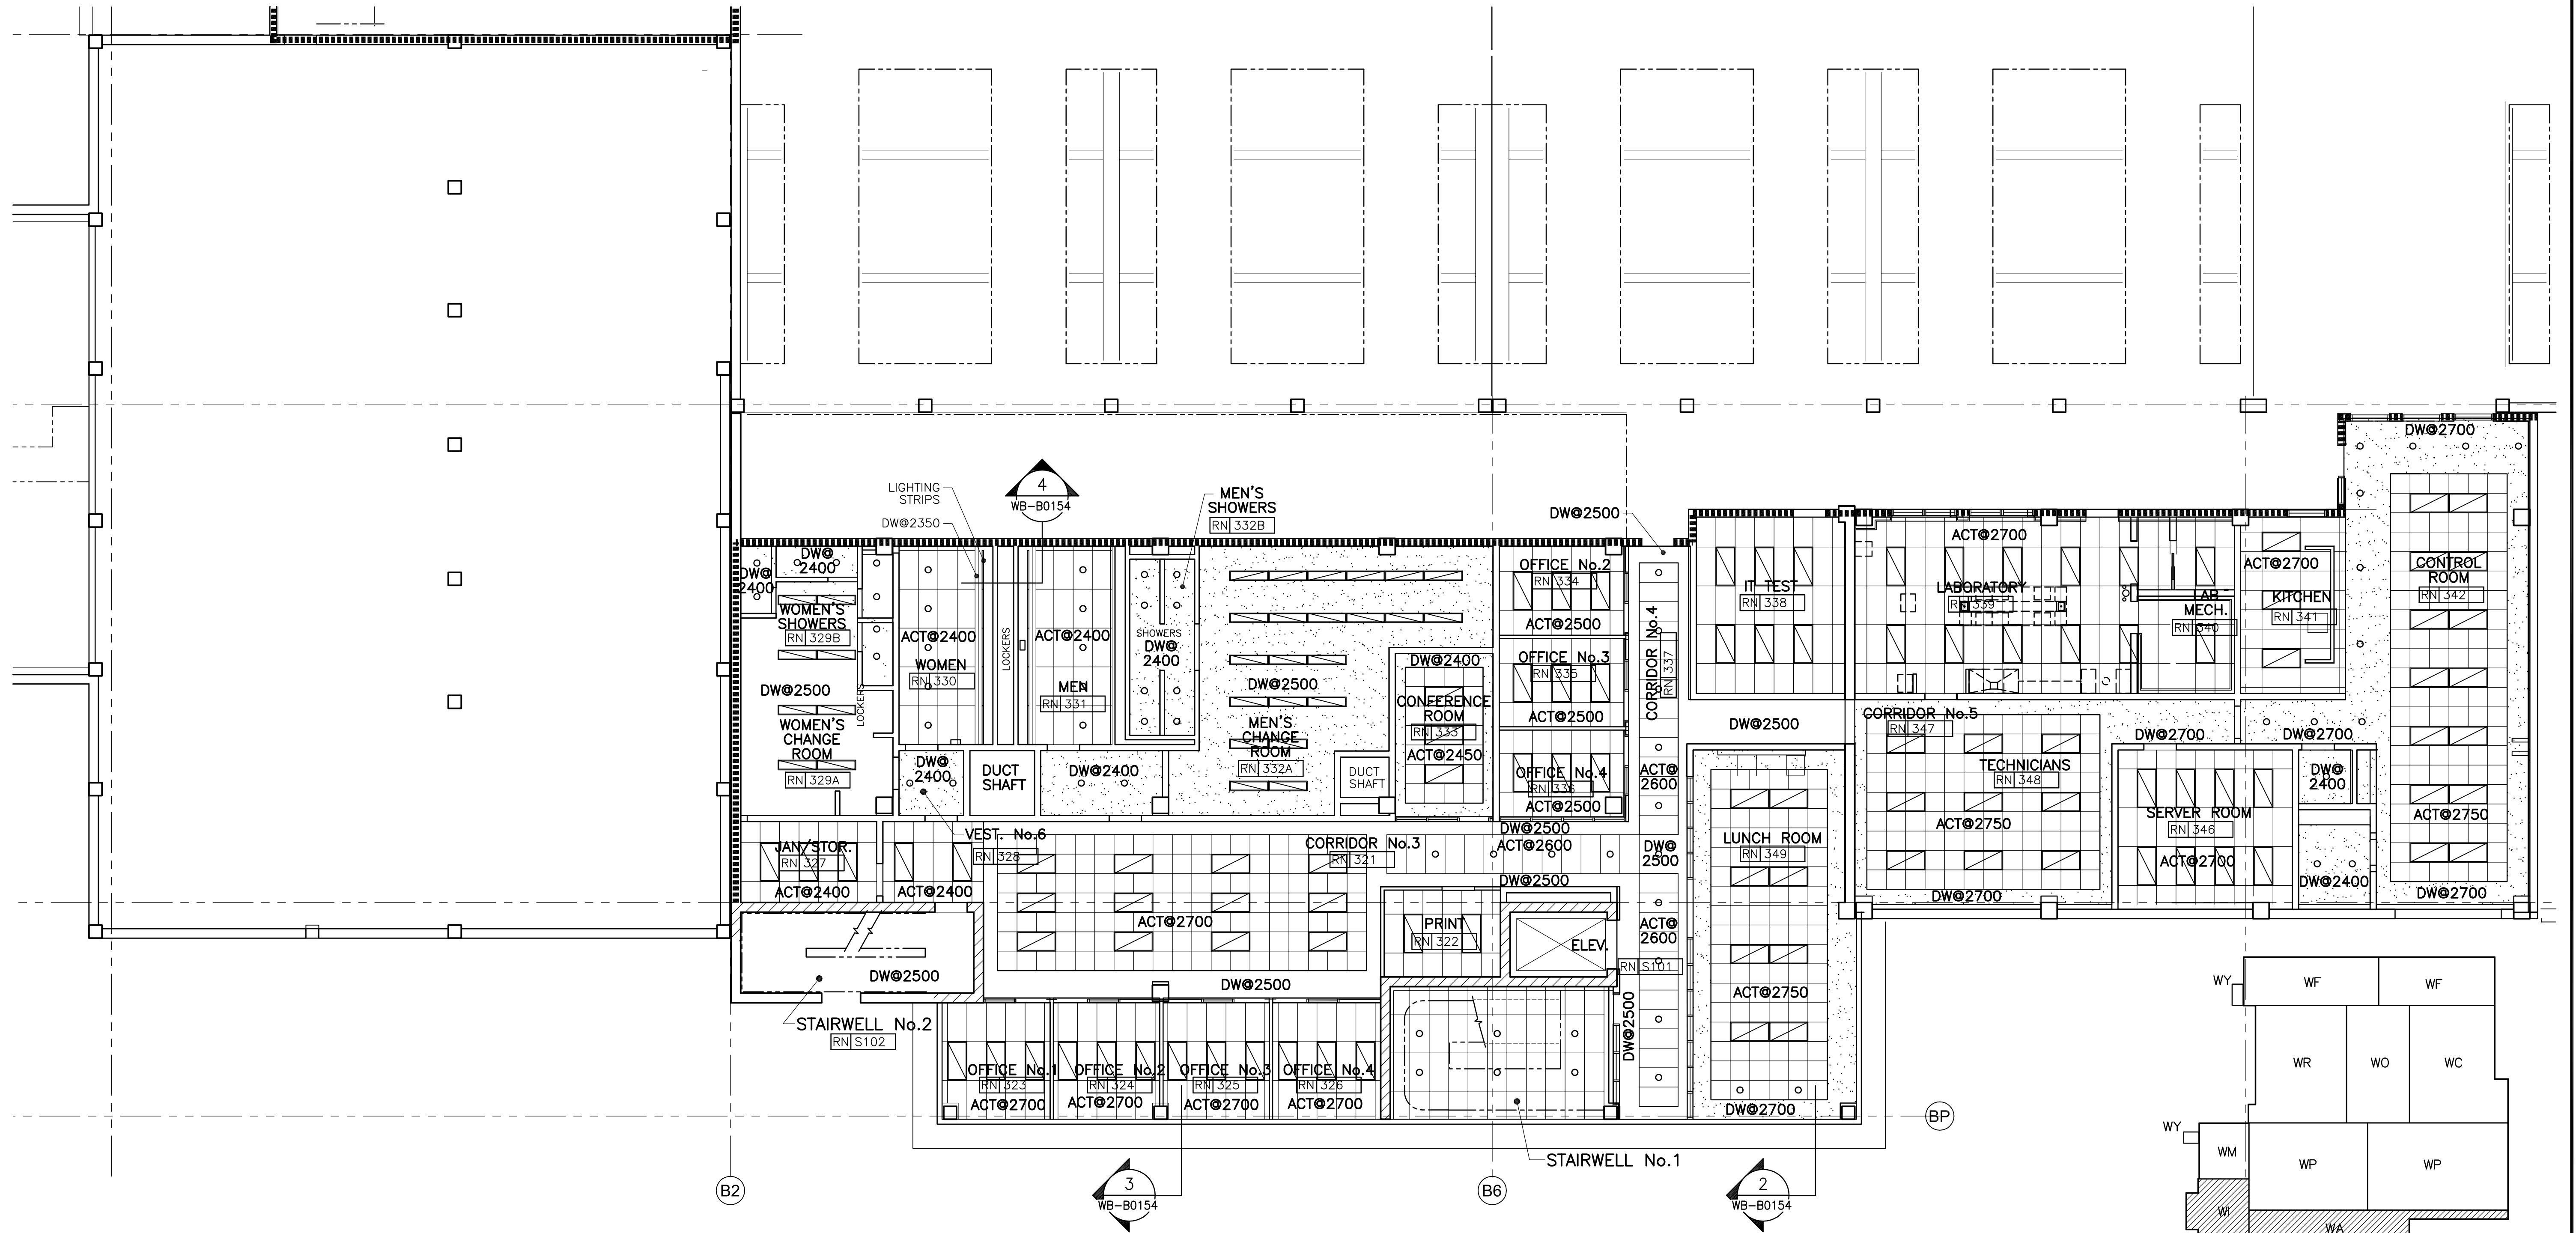 LIGHTING
STRIPS
DW@2350
4
WB-B0154
MEN'S
SHOWERS
RN 332B
DW@2500
DW@2700
DW@
2400
DW@
2400
WOMEN'S
SHOWERS
RN 329B
DW@2500
LOCKERS
WOMEN'S
CHANGE
ROOM
RN 329A
ACT@2400
WOMEN
RN 330
LOCKERS
ACT@2400
MEN
RN 331
SHOWERS
DW@
2400
DW@2500
MEN'S
CHANGE
ROOM
RN 332A
DW@
2400
DUCT
SHAFT
DW@2400
DUCT
SHAFT
DW@2400
CONFERENCE
ROOM
RN 333
ACT@2450
OFFICE No.2
RN 334
ACT@2500
OFFICE No.3
RN 335
ACT@2500
OFFICE No.4
RN 336
ACT@2500
CORRIDOR No.4
RN 337
ACT@
2600
IT TEST
RN 338
DW@2500
ACT@2700
LABORATORY
RN 339
LAB
MECH.
RN 340
ACT@2700
KITCHEN
RN 341
CONTROL
ROOM
RN 342
CORRIDOR No.5
RN 347
DW@2700
DW@2700
TECHNICIANS
RN 348
ACT@2750
DW@2700
SERVER ROOM
RN 346
ACT@2700
DW@
2400
DW@2400
ACT@2750
DW@2700
JAN/STOR.
RN 327
ACT@2400
VEST. No.6
RN 328
ACT@2400
CORRIDOR No.3
RN 321
DW@2500
ACT@2600
DW@2500
DW@
2500
ACT@2700
DW@2500
PRINT
RN 322
ELEV.
ACT@
2600
RN S101
DW@2500
LUNCH ROOM
RN 349
ACT@2750
DW@2700
DW@2500
STAIRWELL No.2
RN S102
OFFICE No.1
RN 323
ACT@2700
OFFICE No.2
RN 324
ACT@2700
OFFICE No.3
RN 325
ACT@2700
OFFICE No.4
RN 326
ACT@2700
STAIRWELL No.1
BP
B2
3
WB-B0154
B6
2
WB-B0154
WY
WF
WF
WR
WO
WC
WY
WM
WP
WP
WI
WA